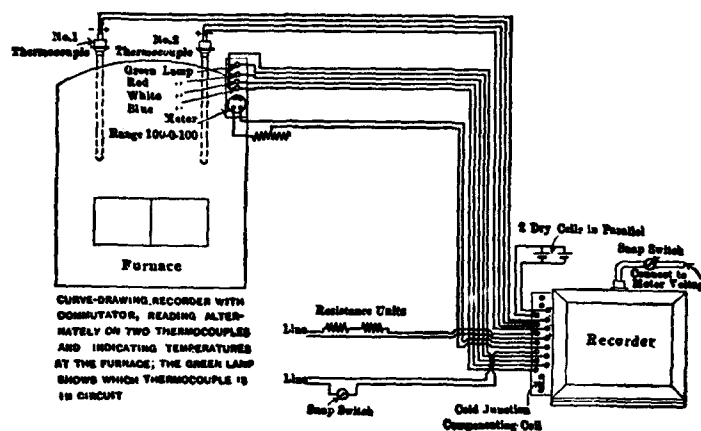 No.1
Thermocouple
No.2
Thermocouple
Green Lamp
Red "
White "
Blue "
Meter
Range 100-0-100
Furnace
CURVE-DRAWING RECORDER WITH
COMMUTATOR, READING ALTER-
NATELY ON TWO THERMOCOUPLES
AND INDICATING TEMPERATURES
AT THE FURNACE; THE GREEN LAMP
SHOWS WHICH THERMOCOUPLE IS
IN CIRCUIT
2 Dry Cells in Parallel
Snap Switch
Connect to
Motor Voltage
Resistance Units
Line
Recorder
Line
Snap Switch
Cold Junction
Compensating Coil